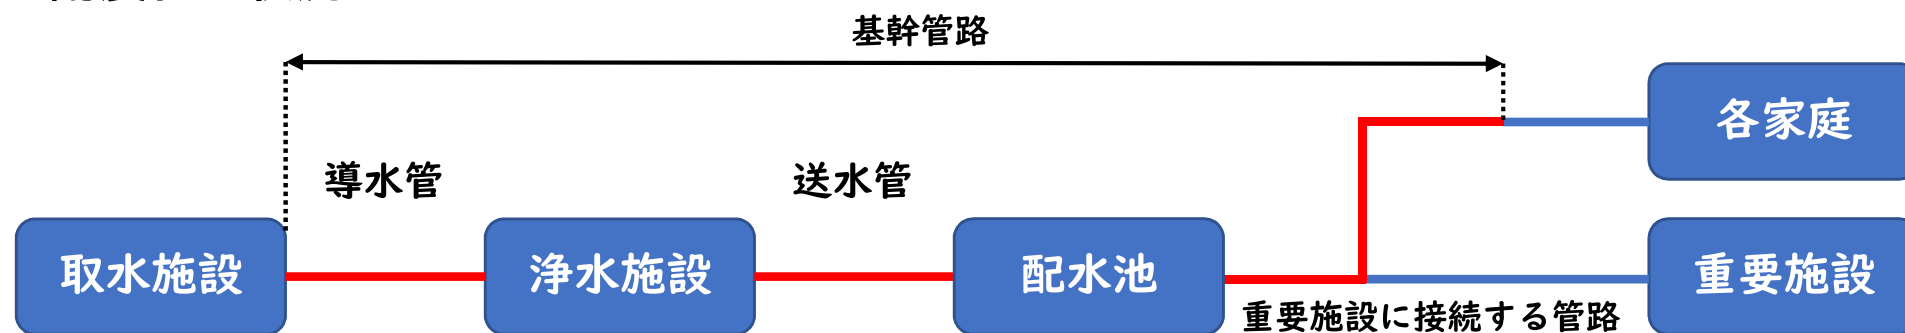 基幹管路
各家庭
導水管
送水管
取水施設
浄水施設
配水池
重要施設
重要施設に接続する管路